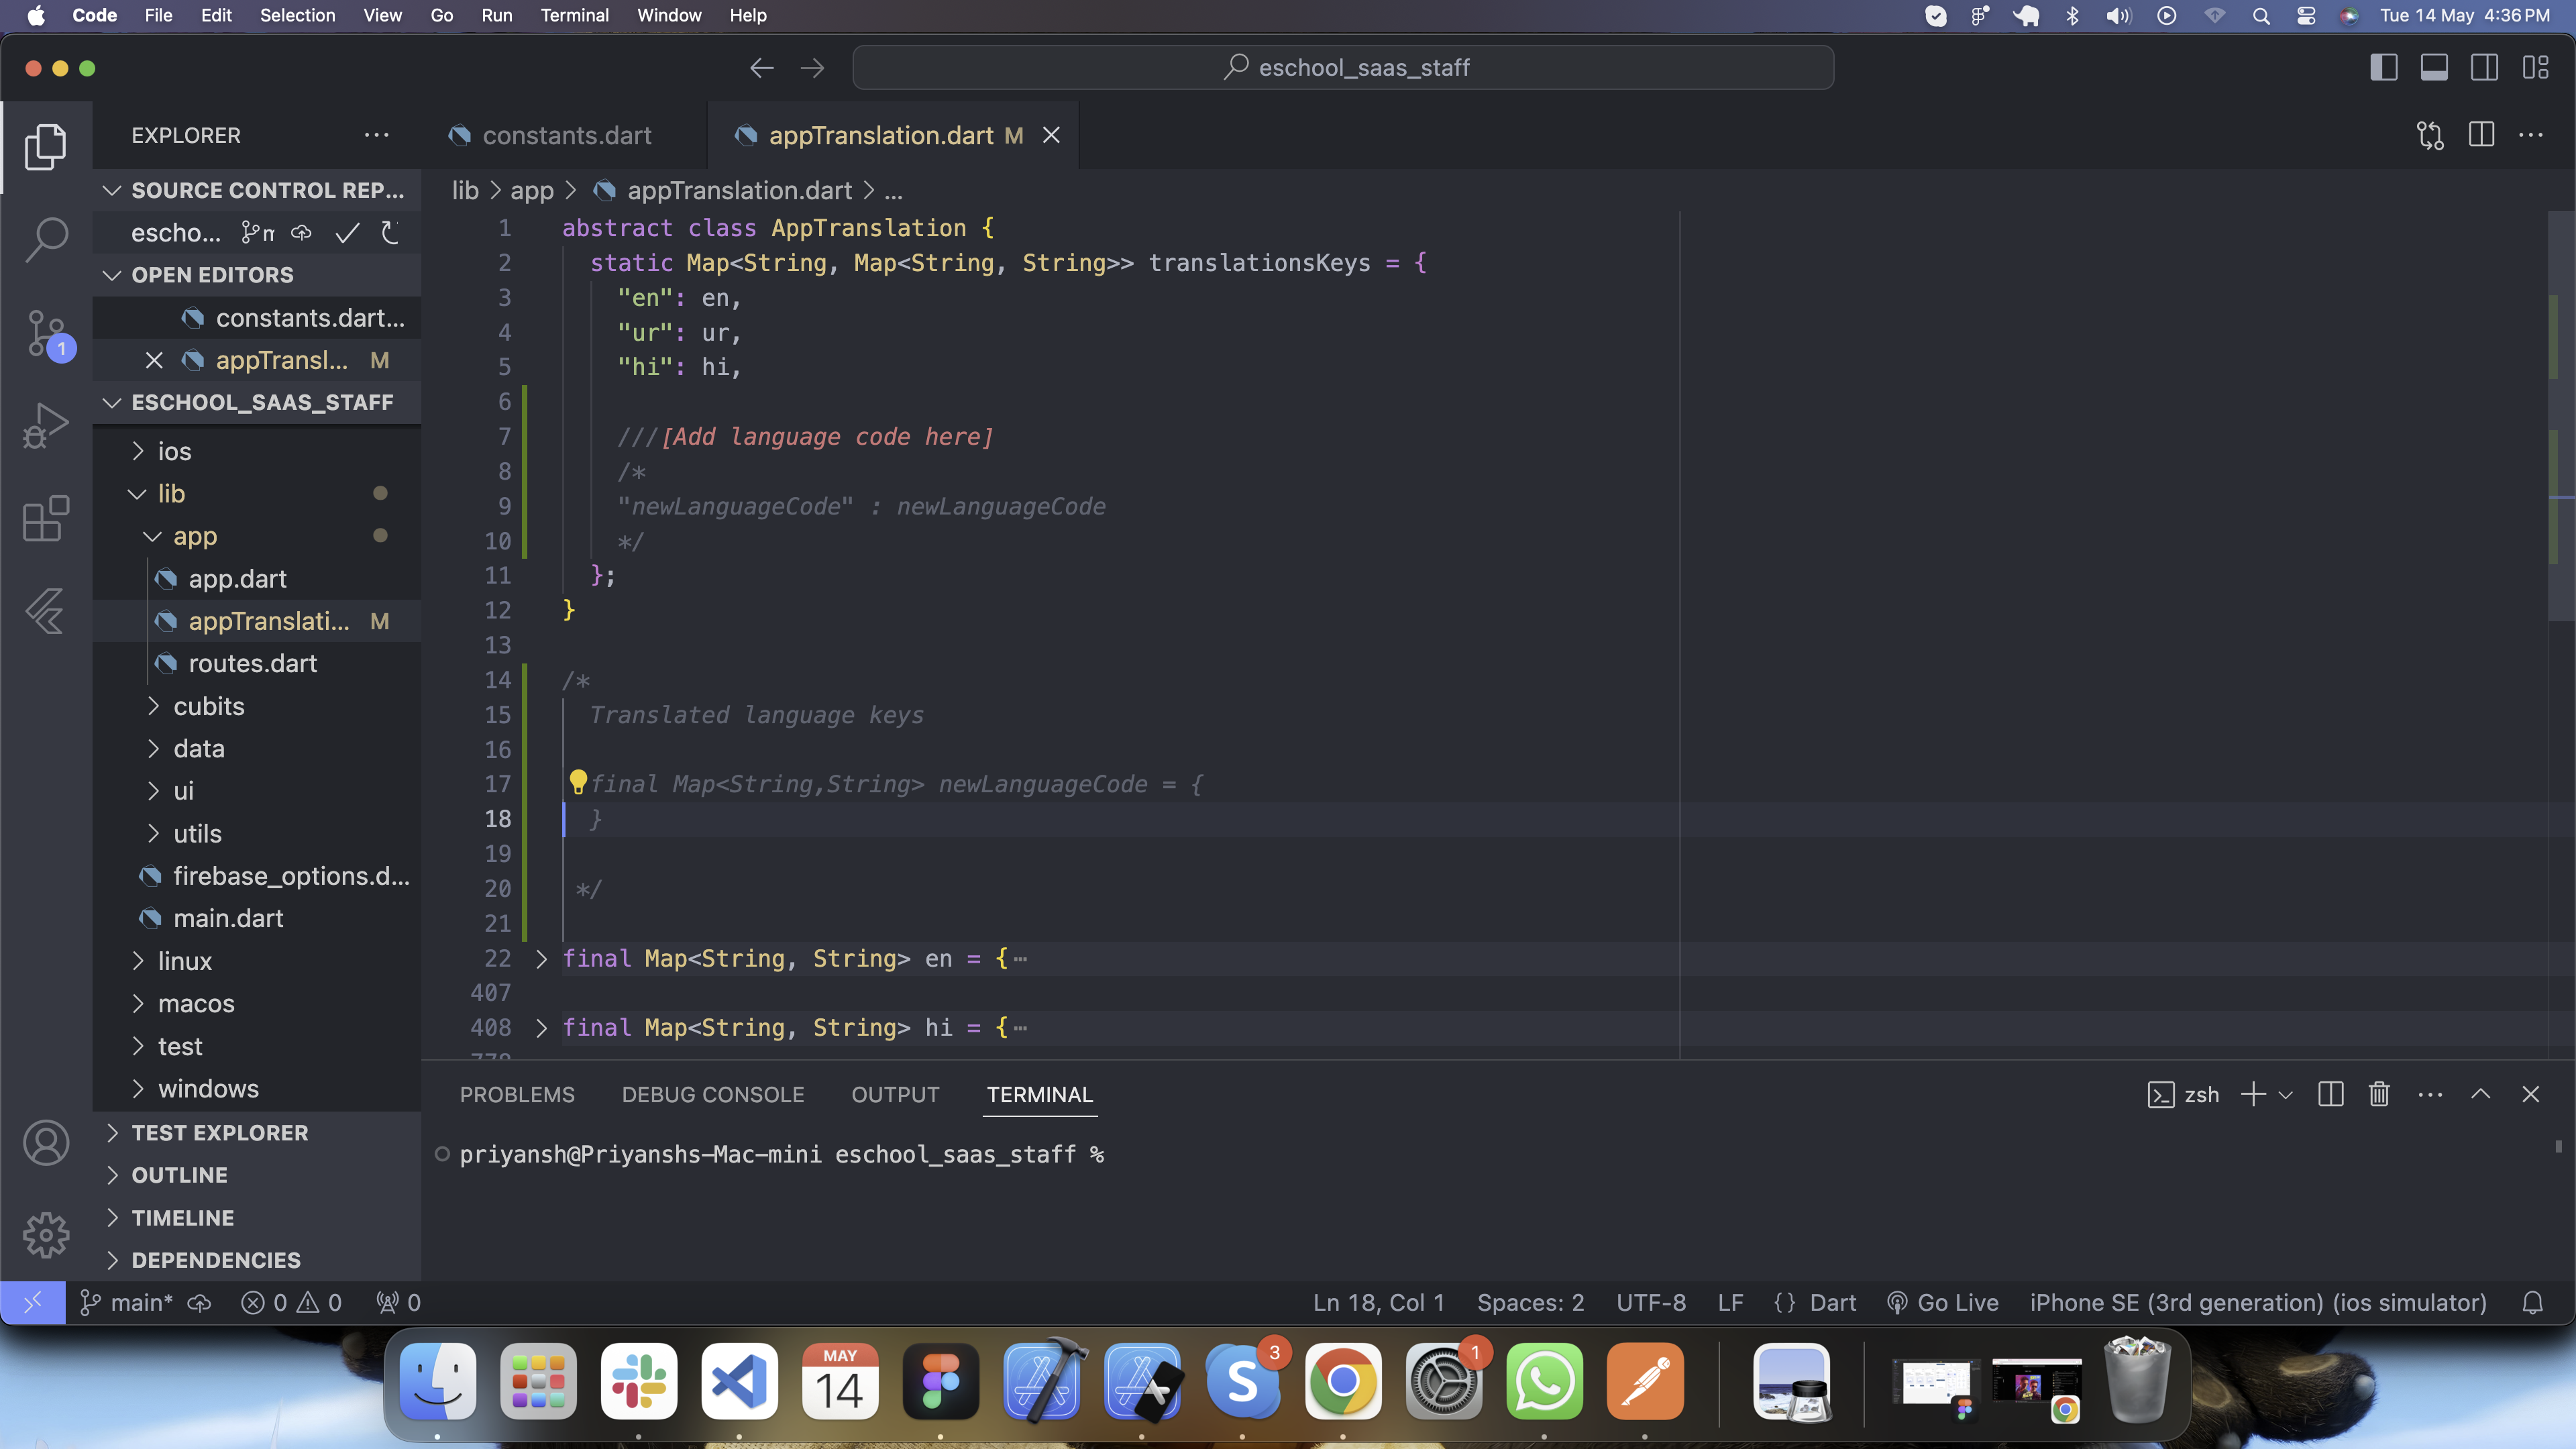 Code File Edit Selection View Go Run Terminal Window Help Tue 14 May 4:36 PM
eschool_saas_staff
EXPLORER
constants.dart
appTranslation.dart M
SOURCE CONTROL REP...
lib > app > appTranslation.dart > ...
escho...
OPEN EDITORS
constants.dart...
appTransl... M
ESCHOOL_SAAS_STAFF
ios
lib
app
app.dart
appTranslati... M
routes.dart
cubits
data
ui
utils
firebase_options.d...
main.dart
linux
macos
test
windows
TEST EXPLORER
OUTLINE
TIMELINE
DEPENDENCIES
1
1 abstract class AppTranslation {
2 static Map<String, Map<String, String>> translationsKeys = {
3 "en": en,
4 "ur": ur,
5 "hi": hi,
6
7 ///[Add language code here]
8 /*
9 "newLanguageCode" : newLanguageCode
10 */
11 };
12 }
13
14 /*
15 Translated language keys
16
17 final Map<String,String> newLanguageCode = {
18 }
19
20 */
21
22 final Map<String, String> en = {⋯
407
408 final Map<String, String> hi = {⋯
PROBLEMS DEBUG CONSOLE OUTPUT TERMINAL zsh
priyansh@Priyanshs-Mac-mini eschool_saas_staff %
main* 0 0 0 Ln 18, Col 1 Spaces: 2 UTF-8 LF {} Dart Go Live iPhone SE (3rd generation) (ios simulator)
MAY
14
S
3
1